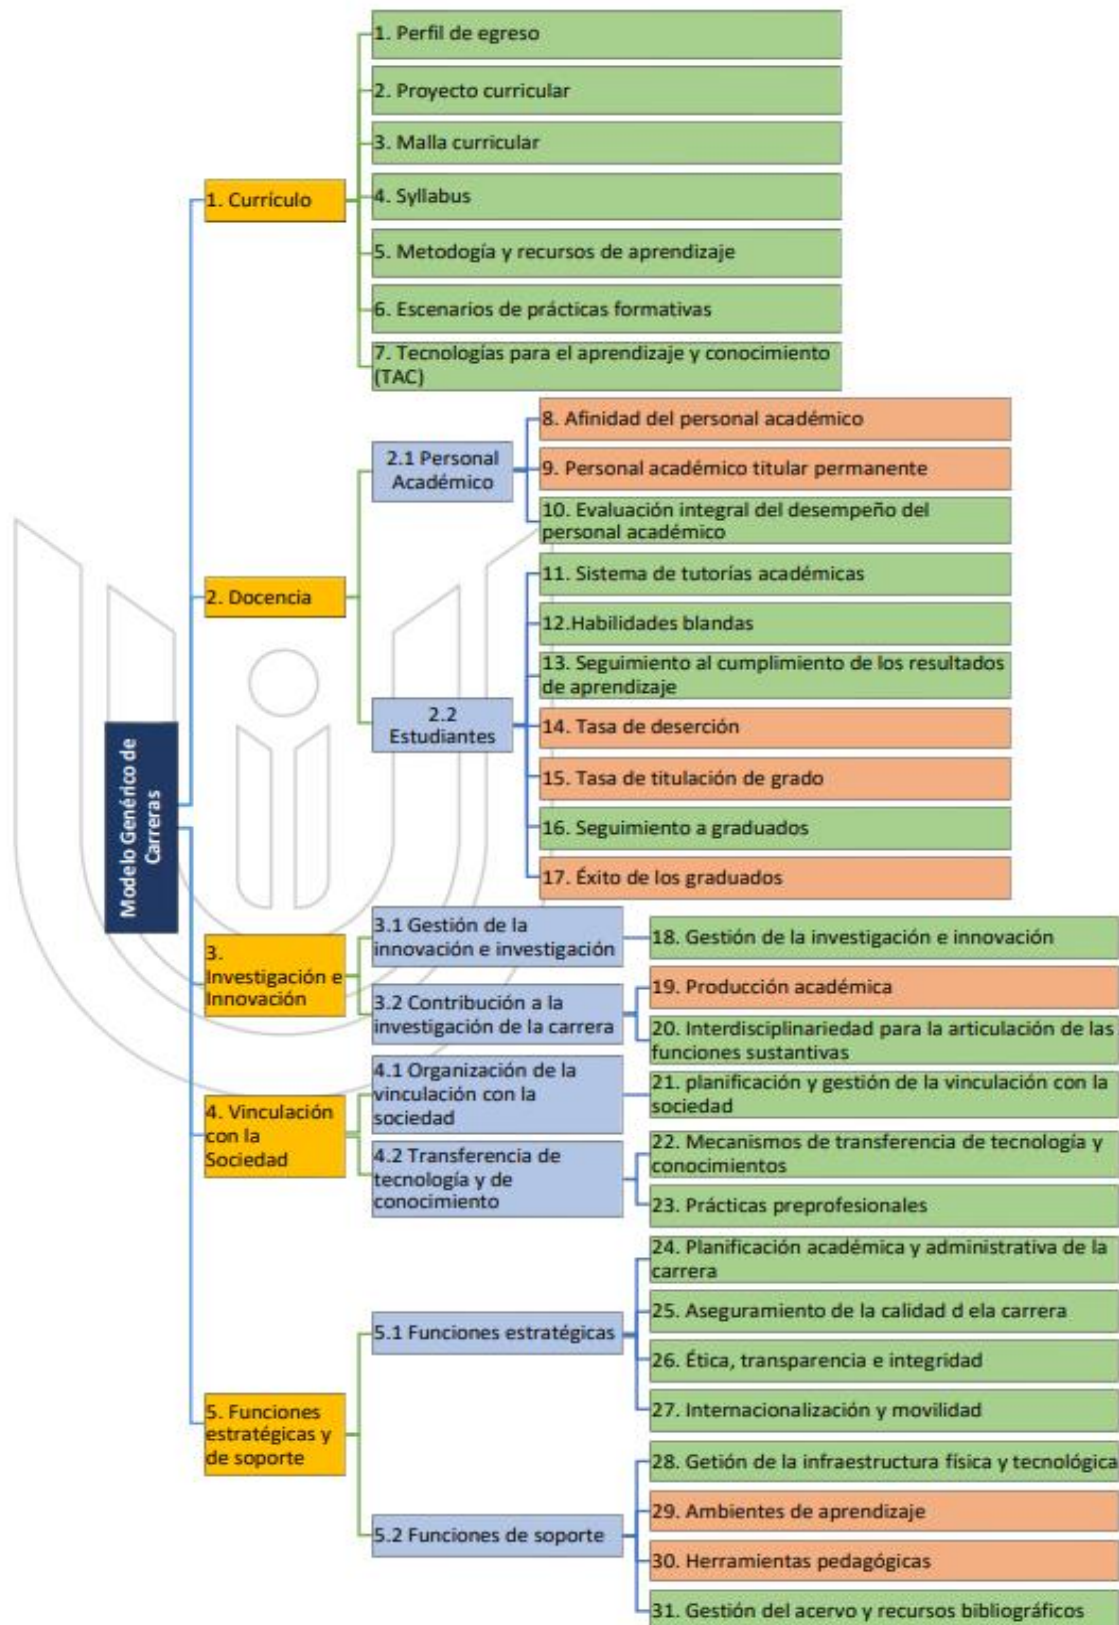 Modelo Genérico de
Carreras
1. Currículo
1. Perfil de egreso
2. Proyecto curricular
3. Malla curricular
4. Syllabus
5. Metodogía y recursos de aprendizaje
6. Escenarios de prácticas formativas
7. Tecnologías para el aprendizaje y conocimiento
(TAC)
2. Docencia
2.1 Personal
Académico
8. Afinidad del personal académico
9. Personal académico titular permanente
10. Evaluación integral del desempeño del
personal académico
2.2
Estudiantes
11. Sistema de tutorías académicas
12.Habilidades blandas
13. Seguimiento al cumplimiento de los resultados
de aprendizaje
14. Tasa de deserción
15. Tasa de titulación de grado
16. Seguimiento a graduados
17. Éxito de los graduados
3.
Investigación e
Innovación
3.1 Gestión de la
innovación e investigación
18. Gestión de la investigación e innovación
3.2 Contribución a la
investigación de la carrera
19. Producción académica
20. Interdisciplinariedad para la articulación de las
funciones sustantivas
4. Vinculación
con la
Sociedad
4.1 Organización de la
vinculación con la
sociedad
21. planificación y gestión de la vinculación con la
sociedad
4.2 Transferencia de
tecnología y de
conocimiento
22. Mecanismos de transferencia de tecnología y
conocimientos
23. Prácticas preprofesionales
5. Funciones
estratégicas y
de soporte
5.1 Funciones estratégicas
24. Planificación académica y administrativa de la
carrera
25. Aseguramiento de la calidad d ela carrera
26. Ética, transparencia e integridad
27. Internacionalización y movilidad
5.2 Funciones de soporte
28. Getión de la infraestructura física y tecnológica
29. Ambientes de aprendizaje
30. Herramientas pedagógicas
31. Gestión del acervo y recursos bibliográficos